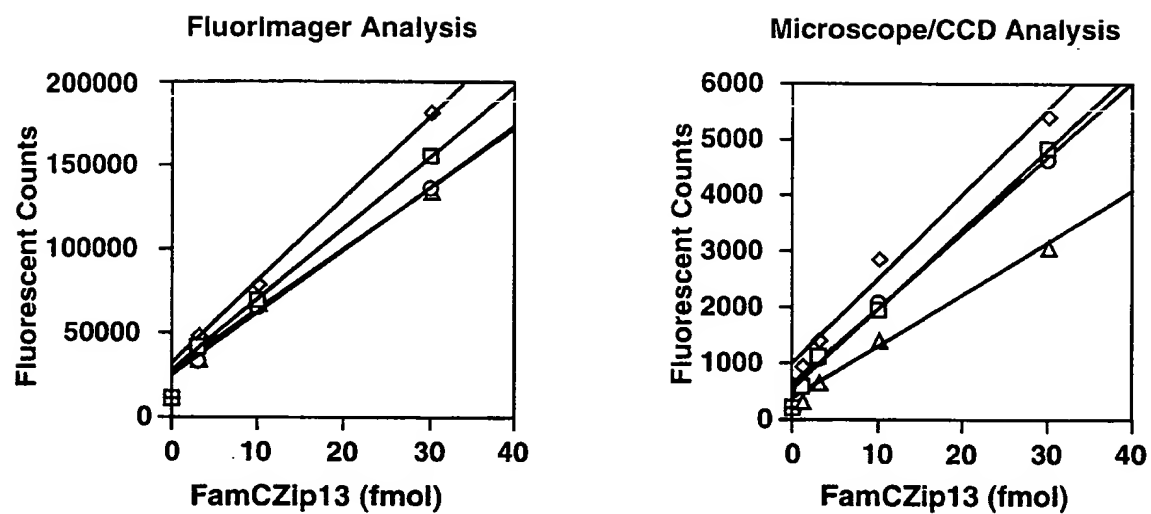 FluorImager Analysis
Fluorescent Counts
200000
150000
100000
50000
0
0 10 20 30 40
FamCZip13 (fmol)
Microscope/CCD Analysis
Fluorescent Counts
6000
5000
4000
3000
2000
1000
0
0 10 20 30 40
FamCZip13 (fmol)